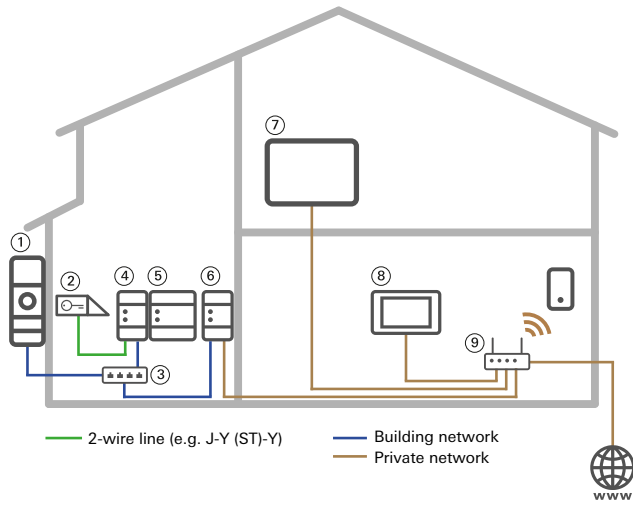 7
1
2
4
5
6
8
9
3
2-wire line (e.g. J-Y (ST)-Y)
Building network
Private network
www